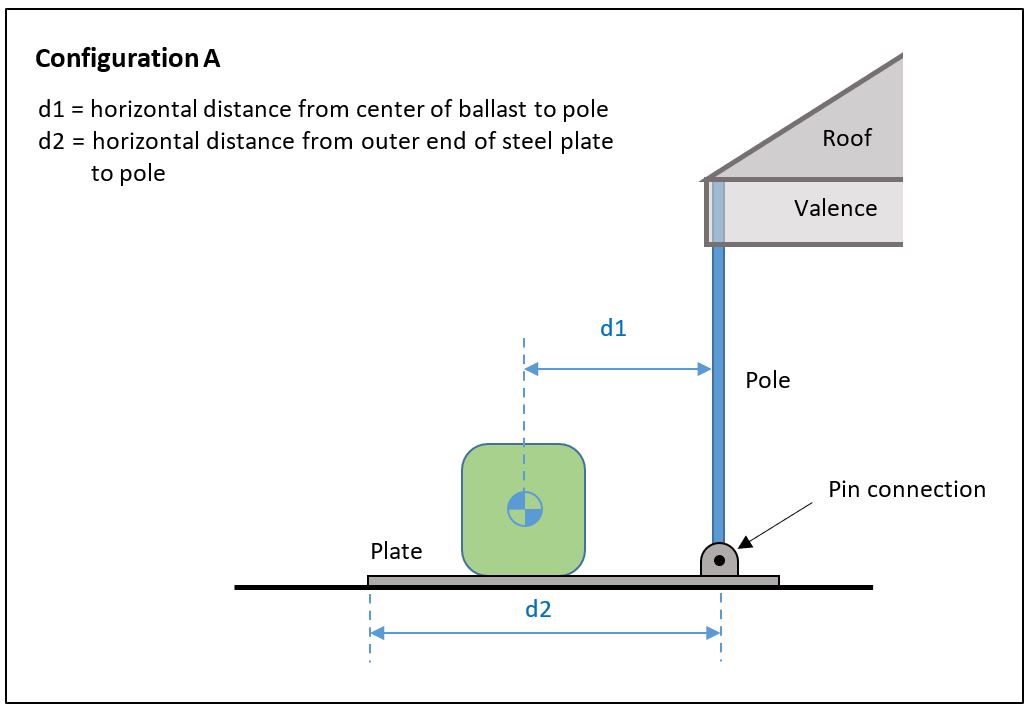 Configuration A
d1 = horizontal distance from center of ballast to pole
d2 = horizontal distance from outer end of steel plate
to pole
Roof
Valence
d1
Pole
Pin connection
Plate
d2